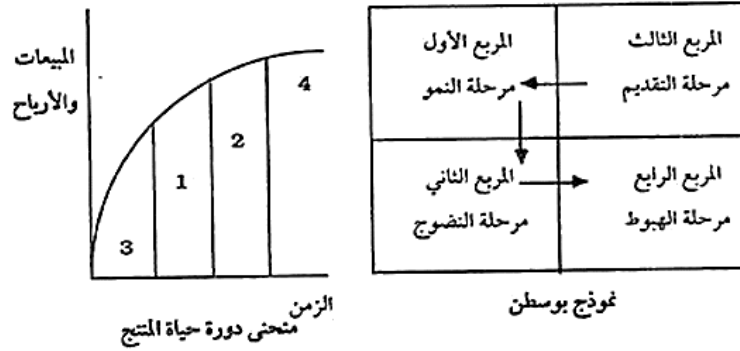 المربع الثالث
مرحلة التقديم
المربع الأول
مرحلة النمو
المربع الرابع
مرحلة الهبوط
المربع الثاني
مرحلة النضوج
نموذج بوسطن
المبيعات
والأرباح
4
2
1
3
الزمن
منحنى دورة حياة المنتج